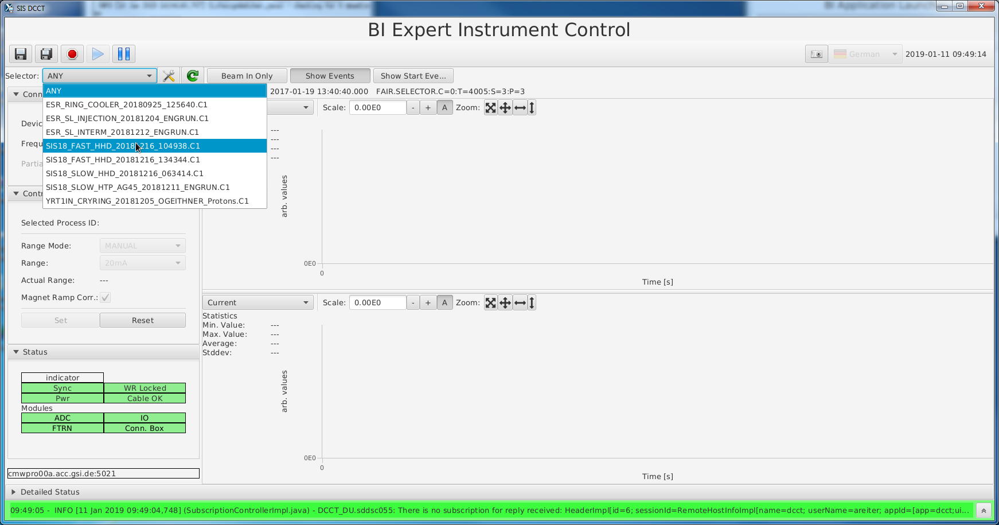 SIS DCCT
BI Expert Instrument Control
German
2019-01-11 09:49:14
Selector:
ANY
Beam In Only
Show Events
Show Start Eve...
ANY
ESR_RING_COOLER_20180925_125640.C1
ESR_SL_INJECTION_20181204_ENGRUN.C1
ESR_SL_INTERM_20181212_ENGRUN.C1
SIS18_FAST_HHD_20181216_104938.C1
SIS18_FAST_HHD_20181216_134344.C1
SIS18_SLOW_HHD_20181216_063414.C1
SIS18_SLOW_HTP_AG45_20181211_ENGRUN.C1
YRT1IN_CRYRING_20181205_OGEITHNER_Protons.C1
Conn
Devic
Frequ
Partia
Contr
Selected Process ID:
Range Mode: MANUAL
Range: 20mA
Actual Range: ---
Magnet Ramp Corr.:
Set Reset
Status
indicator
Sync WR Locked
Pwr Cable OK
Modules
ADC IO
FTRN Conn. Box
cmwpro00a.acc.gsi.de:5021
2017-01-19 13:40:40.000 FAIR.SELECTOR.C=0:T=4005:S=3:P=3
Scale: 0.00E0 - + A Zoom:
---
---
---
---
arb. values
0E0
0
Time [s]
Current
Scale: 0.00E0 - + A Zoom:
Statistics
Min. Value: ---
Max. Value: ---
Average: ---
Stddev: ---
arb. values
0E0
0
Time [s]
Detailed Status
09:49:05 - INFO [11 Jan 2019 09:49:04,748] (SubscriptionControllerImpl.java) - DCCT_DU.sddsc055: There is no subscription for reply received: HeaderImpl[id=6; sessionId=RemoteHostInfoImpl[name=dcct; userName=areiter; appId=[app=dcct;ui...